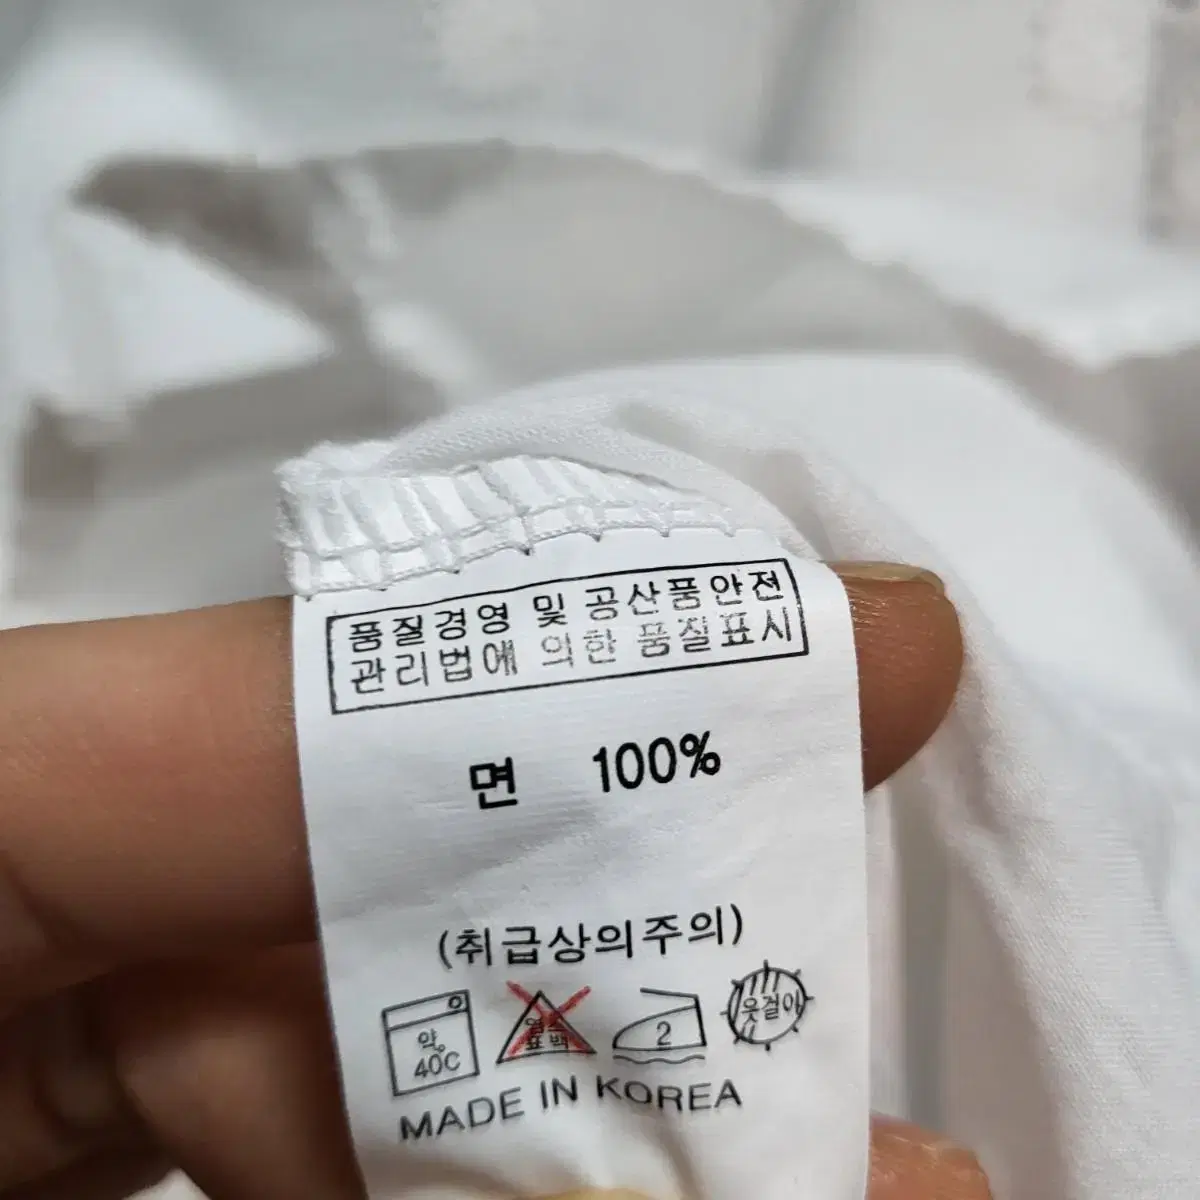 품질경영 및 공산품안전
관리법에 의한 품질표시
면 100%
(취급상의주의)
약
40℃
염소
표백
2
옷걸이
MADE IN KOREA